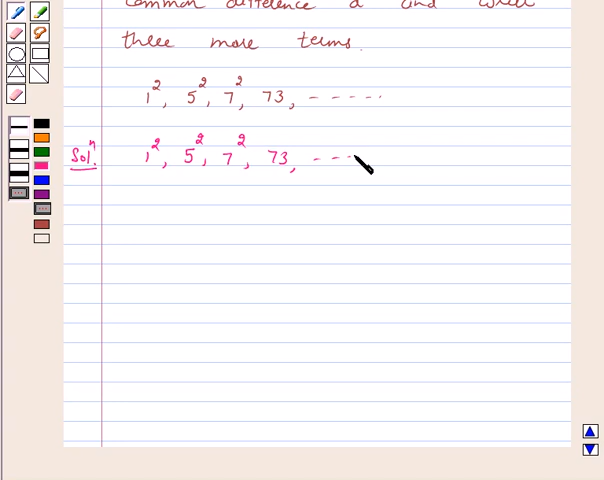 common difference a and write
three more terms.
1², 5², 7², 73, - - - - -
Solⁿ 1², 5², 7², 73, - - - -